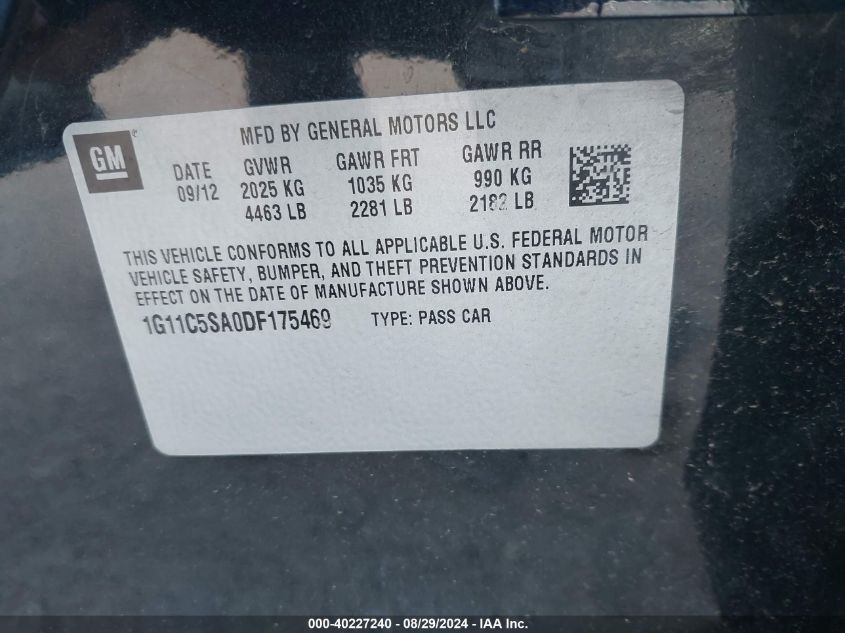 MFD BY GENERAL MOTORS LLC
GM
DATE GVWR GAWR FRT GAWR RR
09/12 2025 KG 1035 KG 990 KG
4463 LB 2281 LB 2182 LB
THIS VEHICLE CONFORMS TO ALL APPLICABLE U.S. FEDERAL MOTOR
VEHICLE SAFETY, BUMPER, AND THEFT PREVENTION STANDARDS IN
EFFECT ON THE DATE OF MANUFACTURE SHOWN ABOVE.
1G11C5SA0DF175469 TYPE: PASS CAR
000-40227240 - 08/29/2024 - IAA Inc.